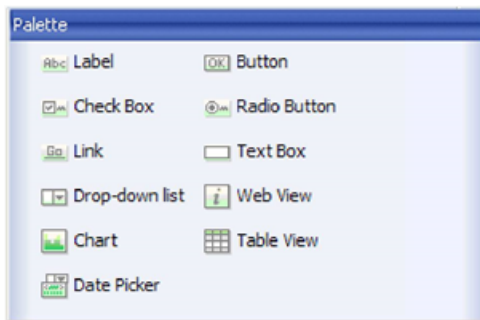 Palette
Abc Label OK Button
Check Box Radio Button
Go Link Text Box
Drop-down list i Web View
Chart Table View
Date Picker